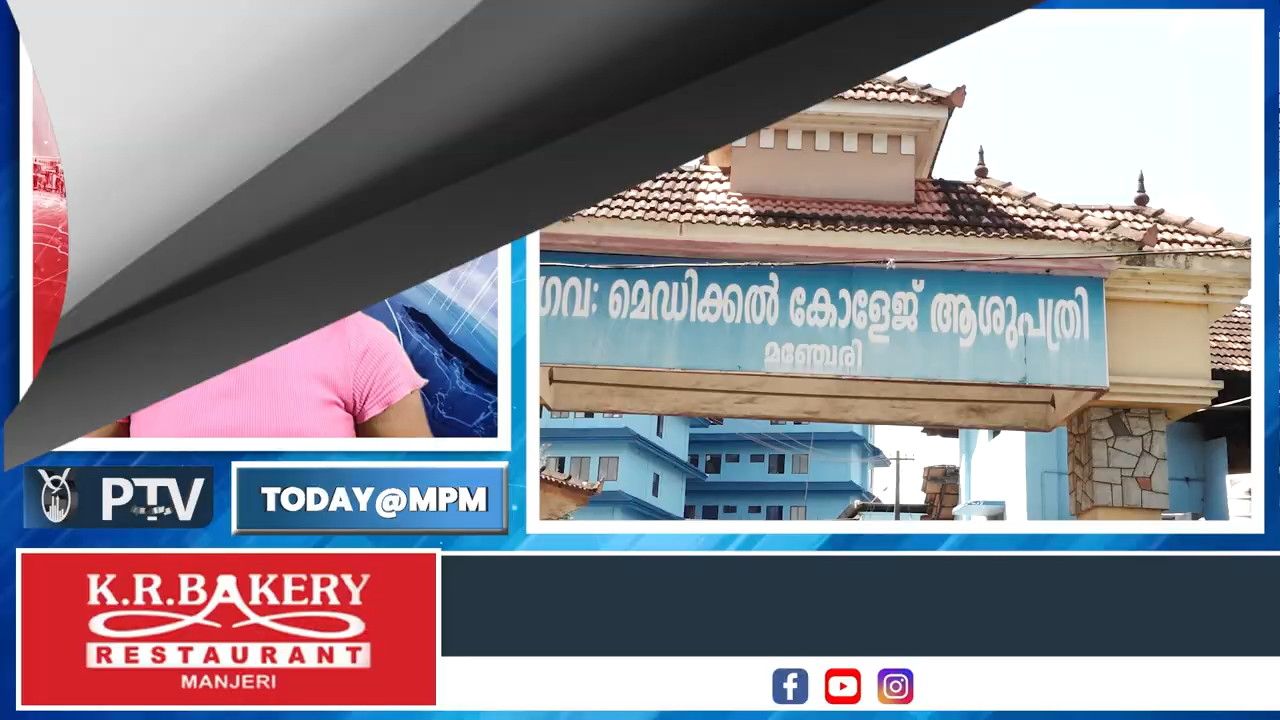 ഗവ: മെഡിക്കൽ കോളേജ് ആശുപത്രി
മഞ്ചേരി
PTV
TODAY@MPM
K.R.BAKERY
RESTAURANT
MANJERI